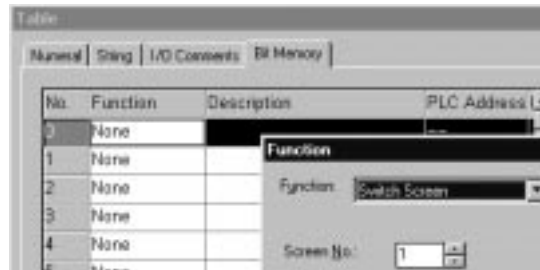 Table
Numeral String I/O Comments Bit Memory
No. Function Description PLC Address
0 None --
1 None
2 None
3 None
4 None
None
Function
Function: Switch Screen
Screen No.: 1